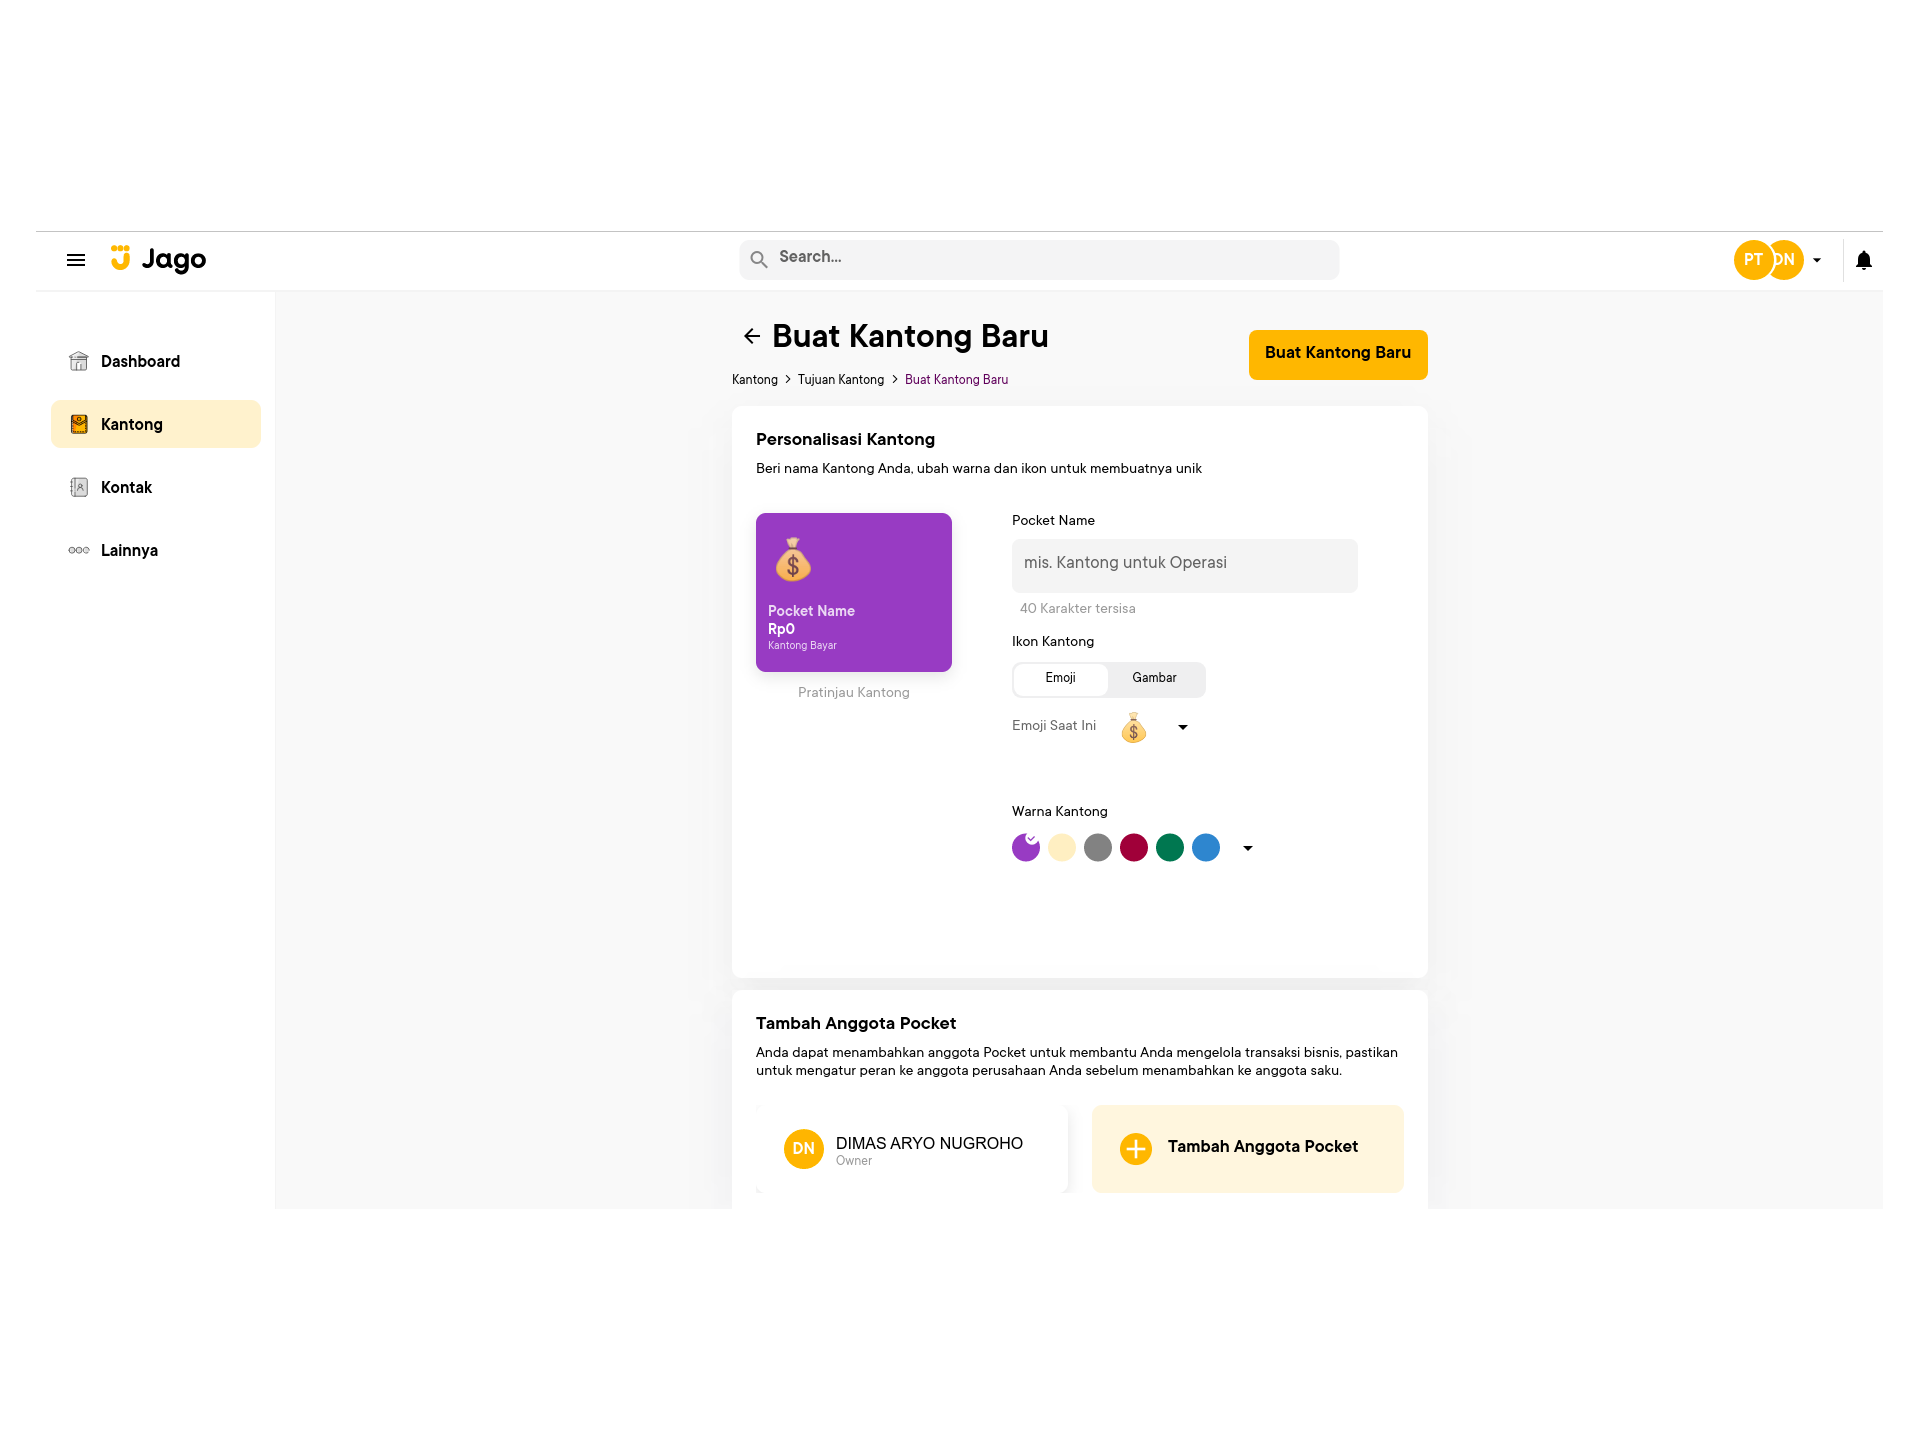 Jago
Search...
PT
DN
Dashboard
Kantong
Kontak
Lainnya
Buat Kantong Baru
Buat Kantong Baru
Kantong > Tujuan Kantong > Buat Kantong Baru
Personalisasi Kantong
Beri nama Kantong Anda, ubah warna dan ikon untuk membuatnya unik
$
Pocket Name
Rp0
Kantong Bayar
Pratinjau Kantong
Pocket Name
mis. Kantong untuk Operasi
40 Karakter tersisa
Ikon Kantong
Emoji
Gambar
Emoji Saat Ini
$
Warna Kantong
Tambah Anggota Pocket
Anda dapat menambahkan anggota Pocket untuk membantu Anda mengelola transaksi bisnis, pastikan
untuk mengatur peran ke anggota perusahaan Anda sebelum menambahkan ke anggota saku.
DN
DIMAS ARYO NUGROHO
Owner
Tambah Anggota Pocket